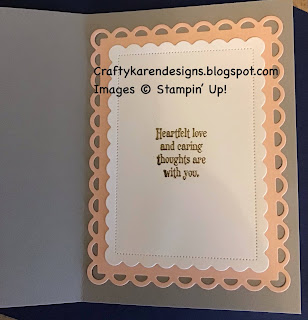 Craftykarendesigns.blogspot.com
Images © Stampin' Up!
Heartfelt love
and caring
thoughts are
with you.